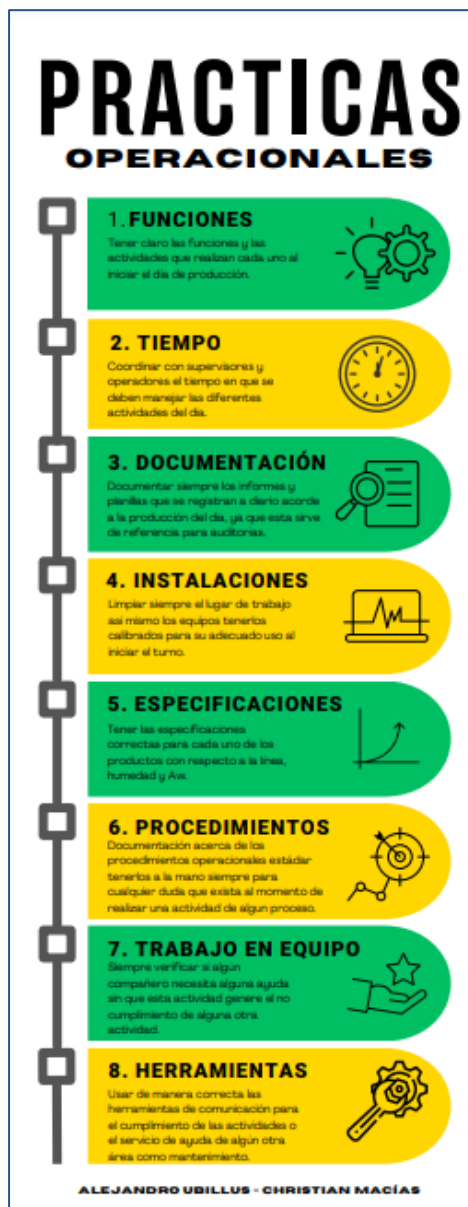 PRACTICAS
OPERACIONALES
1.FUNCIONES
Tener claro las funciones y las
actividades que realizan cada uno al
iniciar el día de producción.
2. TIEMPO
Coordinar con supervisores y
operadores el tiempo en que se
deben manejar las diferentes
actividades del día.
3. DOCUMENTACIÓN
Documentar siempre los informes y
planillas que se registran a diario acorde
a la producción del día, ya que esta sirve
de referencia para auditorias.
4. INSTALACIONES
Limpiar siempre el lugar de trabajo
asi mismo los equipos tenerlos
calibrados para su adecuado uso al
iniciar el turno.
5. ESPECIFICACIONES
Tener las especificaciones
correctas para cada uno de los
productos con respecto a la linea,
humedad y Aw.
6. PROCEDIMIENTOS
Documentación acerca de los
procedimientos operacionales estádar
tenerlos a la mano siempre para
cualquier duda que exista al momento de
realizar una actividad de algun proceso.
7. TRABAJO EN EQUIPO
Siempre verificar si algún
compañero necesita alguna ayuda
sin que esta actividad genere el no
cumplimiento de alguna otra
actividad.
8. HERRAMIENTAS
Usar de manera correcta las
herramientas de comunicación para
el cumplimiento de las actividades o
el servicio de ayuda de algún otra
área como mantenimiento.
ALEJANDRO UBILLUS - CHRISTIAN MACÍAS